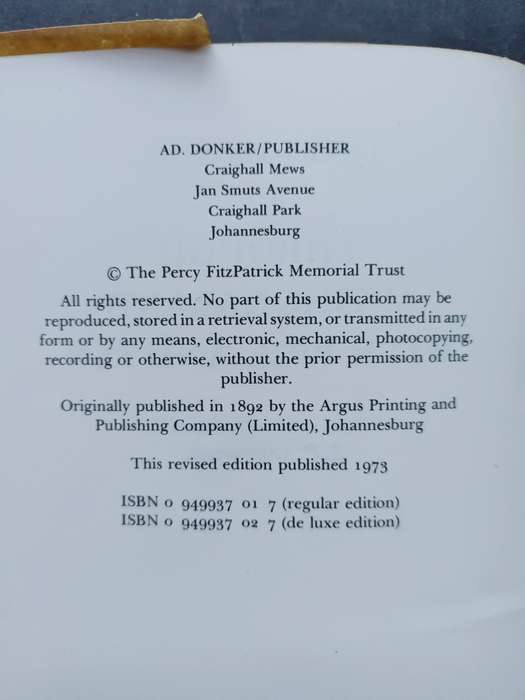 AD. DONKER/PUBLISHER
Craighall Mews
Jan Smuts Avenue
Craighall Park
Johannesburg
© The Percy FitzPatrick Memorial Trust
All rights reserved. No part of this publication may be
reproduced, stored in a retrieval system, or transmitted in any
form or by any means, electronic, mechanical, photocopying,
recording or otherwise, without the prior permission of the
publisher.
Originally published in 1892 by the Argus Printing and
Publishing Company (Limited), Johannesburg
This revised edition published 1973
ISBN 0 949937 01 7 (regular edition)
ISBN 0 949937 02 7 (de luxe edition)